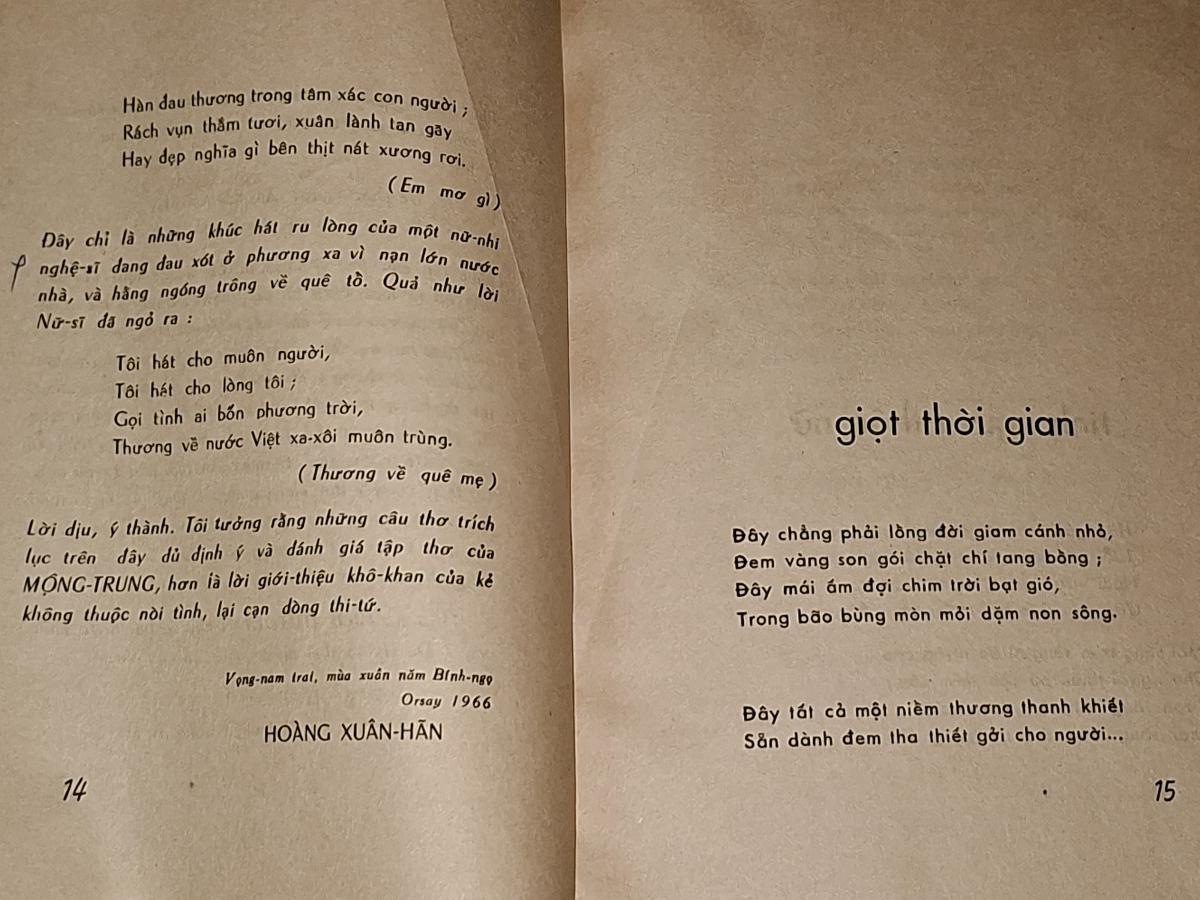 Hàn đau thương trong tâm xác con người ;
Rách vụn thắm tươi, xuân lành tan gãy
Hay đẹp nghĩa gì bên thịt nát xương rơi.
(Em mơ gì)
Đây chỉ là những khúc hát ru lòng của một nữ-nhi
nghệ-sĩ đang đau xót ở phương xa vì nạn lớn nước
nhà, và hằng ngóng trông về quê tổ. Quả như lời
Nữ-sĩ đã ngỏ ra :
Tôi hát cho muôn người,
Tôi hát cho lòng tôi ;
Gọi tình ai bốn phương trời,
Thương về nước Việt xa-xôi muôn trùng.
(Thương về quê mẹ)
Lời dịu, ý thành. Tôi tưởng rằng những câu thơ trích
lục trên đây đủ định ý và đánh giá tập thơ của
MỘNG-TRUNG, hơn là lời giới-thiệu khô-khan của kẻ
không thuộc nòi tình, lại cạn dòng thi-tứ.
Vọng-nam trai, mùa xuân năm Bính-ngọ
Orsay 1966
HOÀNG XUÂN-HÃN
14
giọt thời gian
Đây chẳng phải lồng đời giam cánh nhỏ,
Đem vàng son gói chặt chí tang bồng ;
Đây mái ấm đợi chim trời bạt gió,
Trong bão bùng mòn mỏi dặm non sông.
Đây tất cả một niềm thương thanh khiết
Sẵn dành đem tha thiết gởi cho người...
15